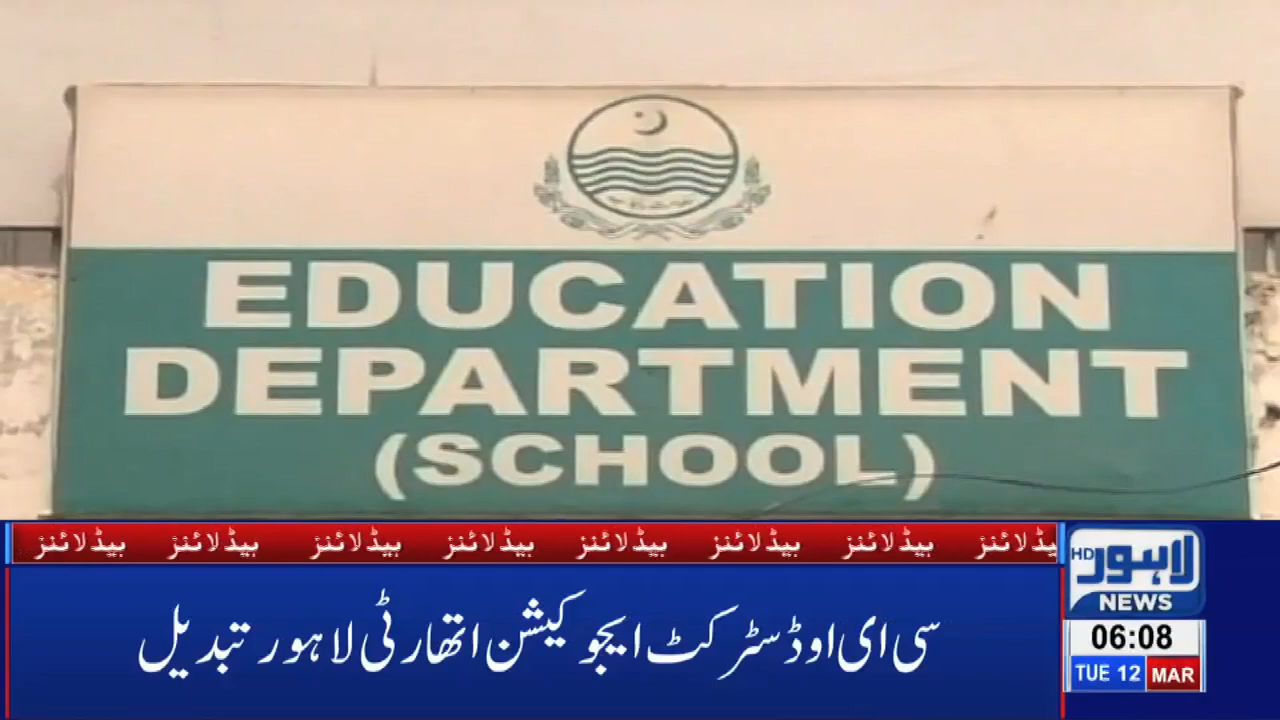 EDUCATION
DEPARTMENT
(SCHOOL)
ہیڈلائنز ہیڈلائنز ہیڈلائنز ہیڈلائنز ہیڈلائنز ہیڈلائنز ہیڈلائنز ہیڈلائنز
سی ای او ڈسٹرکٹ ایجوکیشن اتھارٹی لاہور تبدیل
HD لاہور
NEWS
06:08
TUE 12 MAR